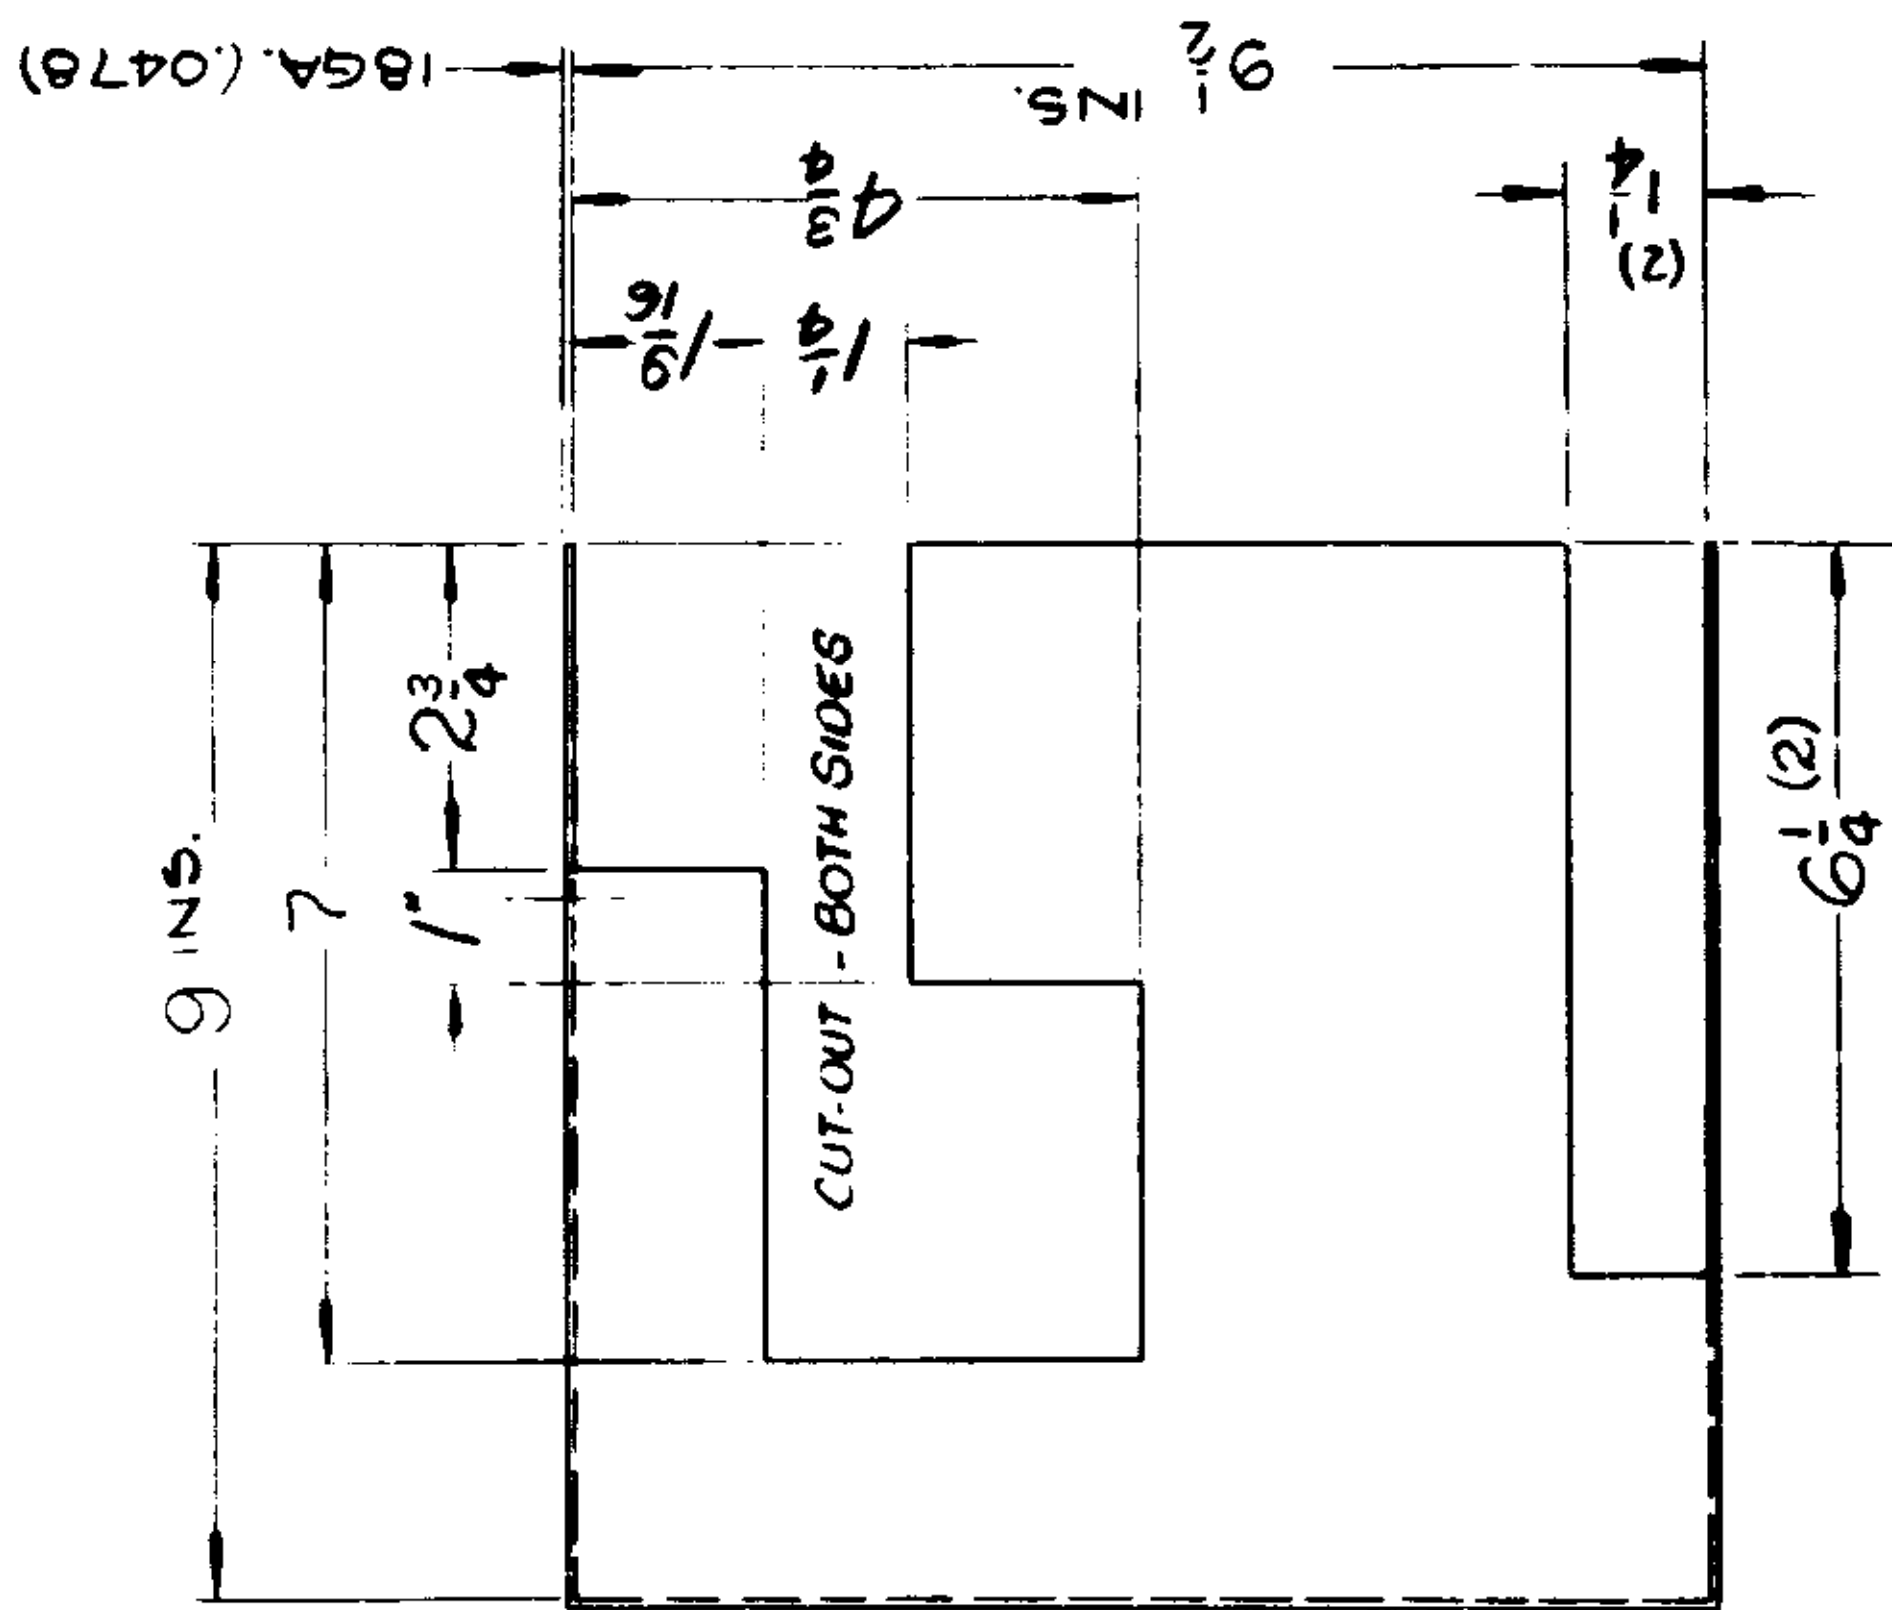 18GA. (.0478)
9 1/2
INS.
4 3/4
1 1/4
(2)
1 9/16
1 1/4
9 INS.
7
2 3/4
1"
CUT-OUT - BOTH SIDES
6 1/4 (2)